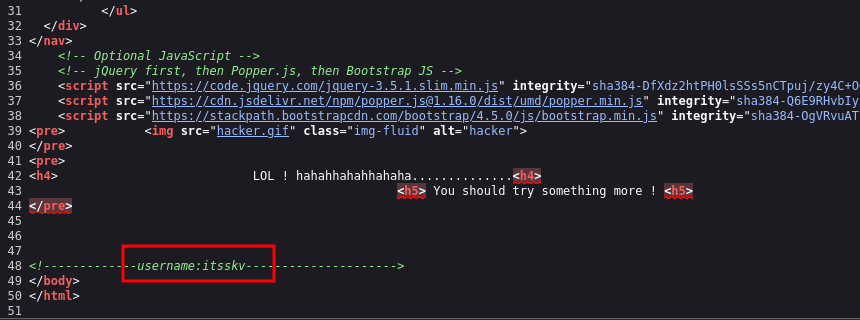 31 </ul>
32 </div>
33 </nav>
34 <!-- Optional JavaScript -->
35 <!-- jQuery first, then Popper.js, then Bootstrap JS -->
36 <script src="https://code.jquery.com/jquery-3.5.1.slim.min.js" integrity="sha384-DfXdz2htPH0lsSSs5nCTpuj/zy4C+O
37 <script src="https://cdn.jsdelivr.net/npm/popper.js@1.16.0/dist/umd/popper.min.js" integrity="sha384-Q6E9RHvbIy
38 <script src="https://stackpath.bootstrapcdn.com/bootstrap/4.5.0/js/bootstrap.min.js" integrity="sha384-OgVRvuAT
39 <pre> <img src="hacker.gif" class="img-fluid" alt="hacker">
40 </pre>
41 <pre>
42 <h4> LOL ! hahahhahahhahaha..............<h4>
43 <h5> You should try something more ! <h5>
44 </pre>
45
46
47
48 <!-------------username:itsskv--------------------->
49 </body>
50 </html>
51